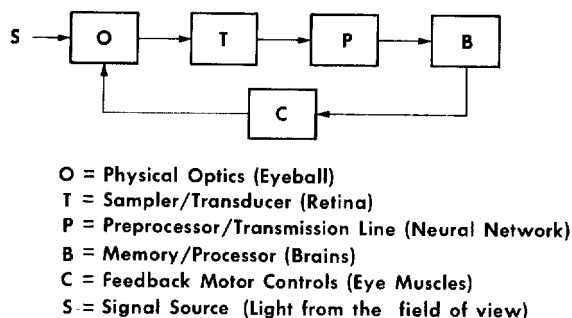 S
O
T
P
B
C
O = Physical Optics (Eyeball)
T = Sampler/Transducer (Retina)
P = Preprocessor/Transmission Line (Neural Network)
B = Memory/Processor (Brains)
C = Feedback Motor Controls (Eye Muscles)
S = Signal Source (Light from the field of view)